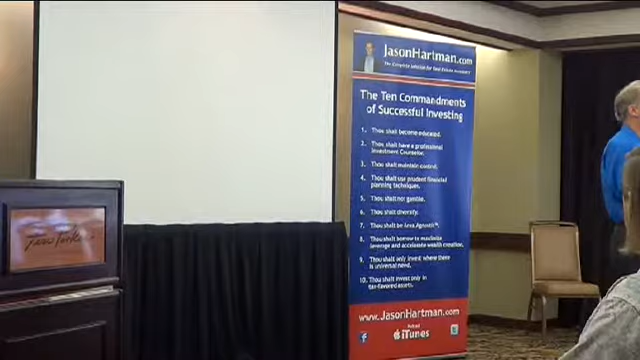 JasonHartman.com
The Complete Solution for Real Estate Investors
The Ten Commandments
of Successful Investing
1. Thou shalt become educated.
2. Thou shalt have a professional
Investment Counselor.
3. Thou shalt maintain control.
4. Thou shalt use prudent financial
planning techniques.
5. Thou shalt not gamble.
6. Thou shalt diversify.
7. Thou shalt be Area Agnostic™.
8. Thou shalt borrow to maximize
leverage and accelerate wealth creation.
9. Thou shalt only invest where there
is universal need.
10. Thou shalt invest only in
tax-favored assets.
www.JasonHartman.com
Podcast
iTunes